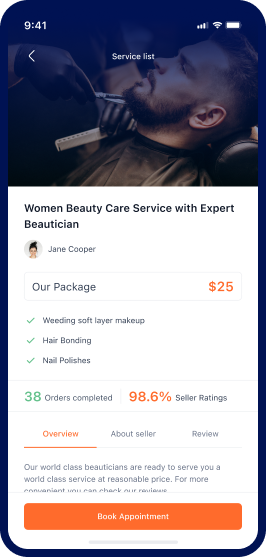 9:41
Service list
Women Beauty Care Service with Expert
Beautician
Jane Cooper
Our Package $25
Weeding soft layer makeup
Hair Bonding
Nail Polishes
38 Orders completed 98.6% Seller Ratings
Overview About seller Review
Our world class beauticians are ready to serve you a
world class service at reasonable price. For more
convenient you can check our reviews
Book Appointment